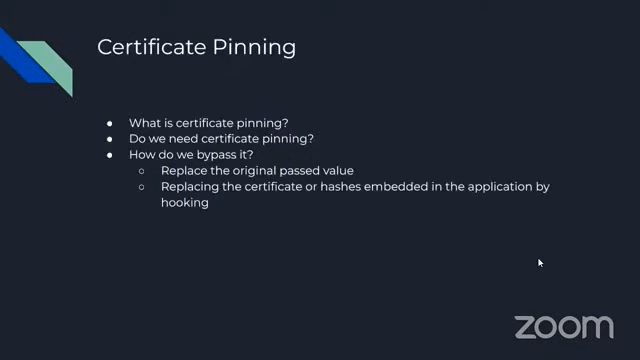 Certificate Pinning
● What is certificate pinning?
● Do we need certificate pinning?
● How do we bypass it?
○ Replace the original passed value
○ Replacing the certificate or hashes embedded in the application by
hooking
zoom